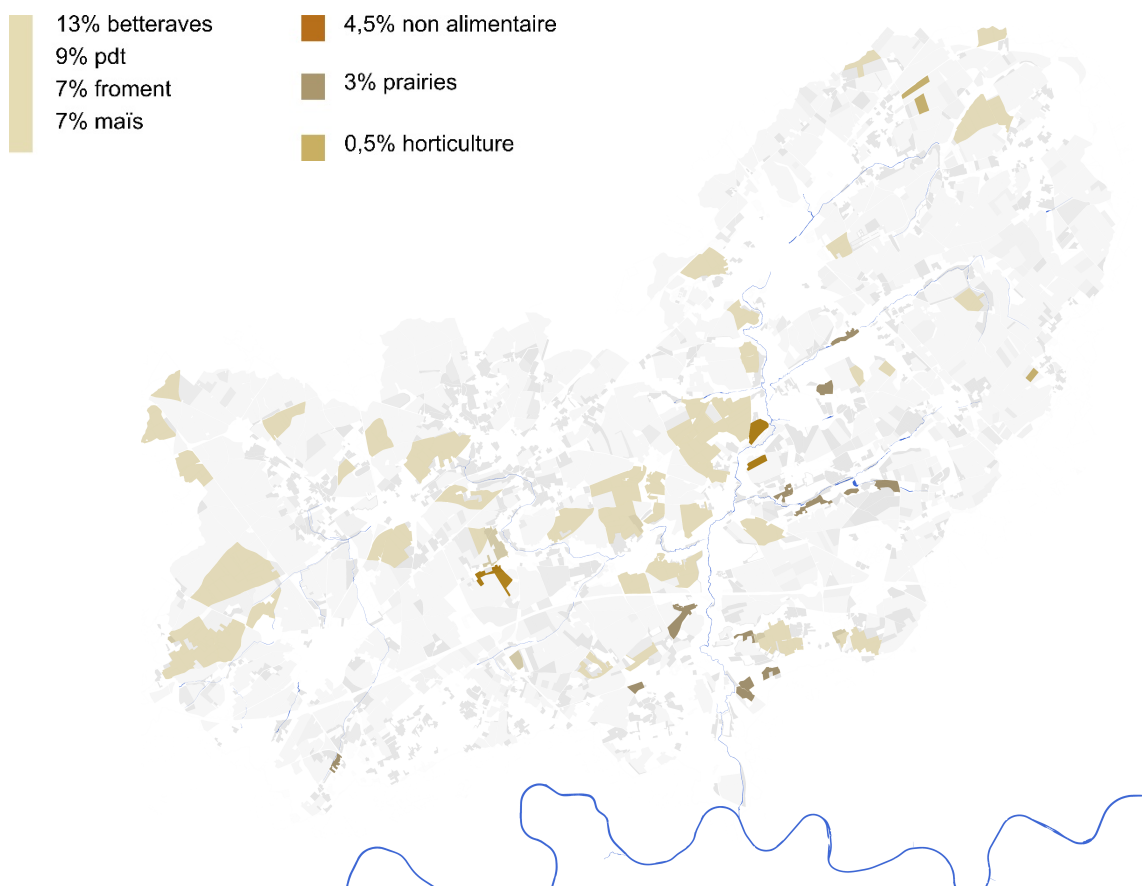 13% betteraves
9% pdt
7% froment
7% maïs
4,5% non alimentaire
3% prairies
0,5% horticulture